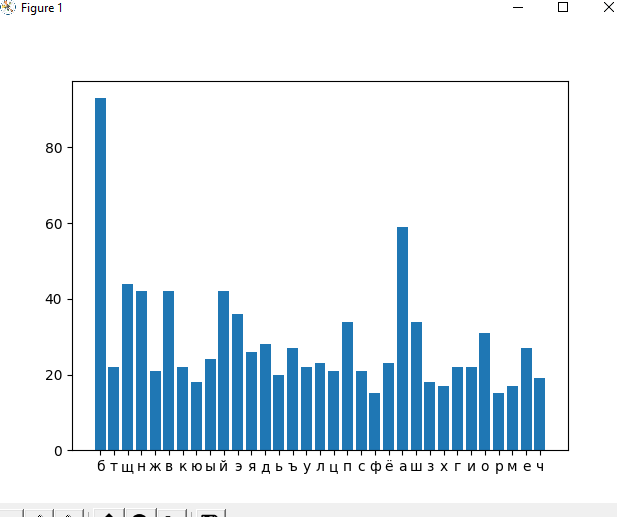 Figure 1
80
60
40
20
0
б т щ н ж в к ю ы й э я д ь ъ у л ц п с ф ё а ш з х г и о р м е ч